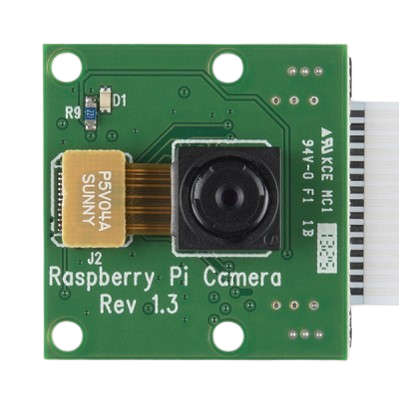 D1
R9
P5V04A
SUNNY
KCE MC1
94V-0 F1 1B
J2
Raspberry Pi Camera
Rev 1.3